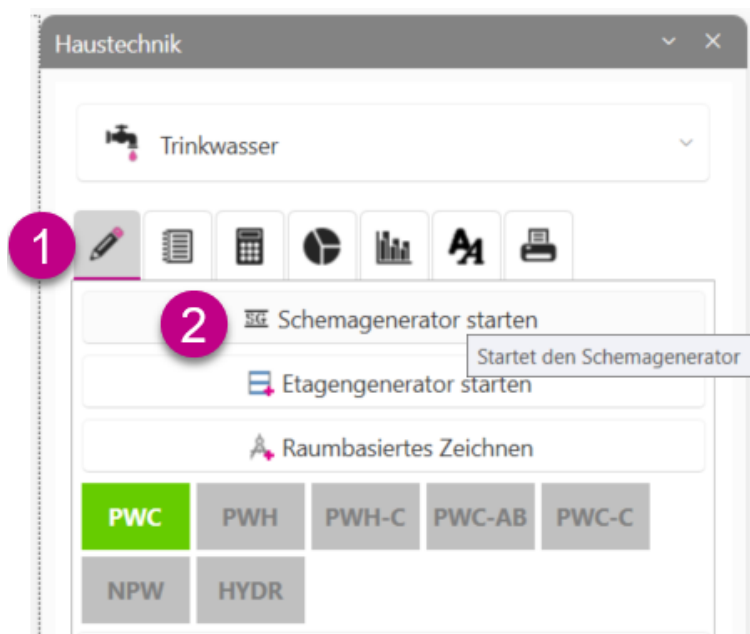 Haustechnik
Trinkwasser
1
2
SG Schemagenerator starten
Startet den Schemagenerator
Etagengenerator starten
Raumbasiertes Zeichnen
PWC PWH PWH-C PWC-AB PWC-C
NPW HYDR